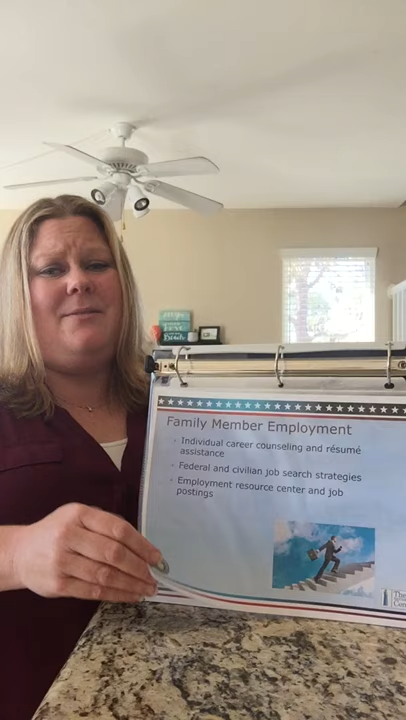 Family Member Employment
Individual career counseling and résumé
assistance
Federal and civilian job search strategies
Employment resource center and job
postings